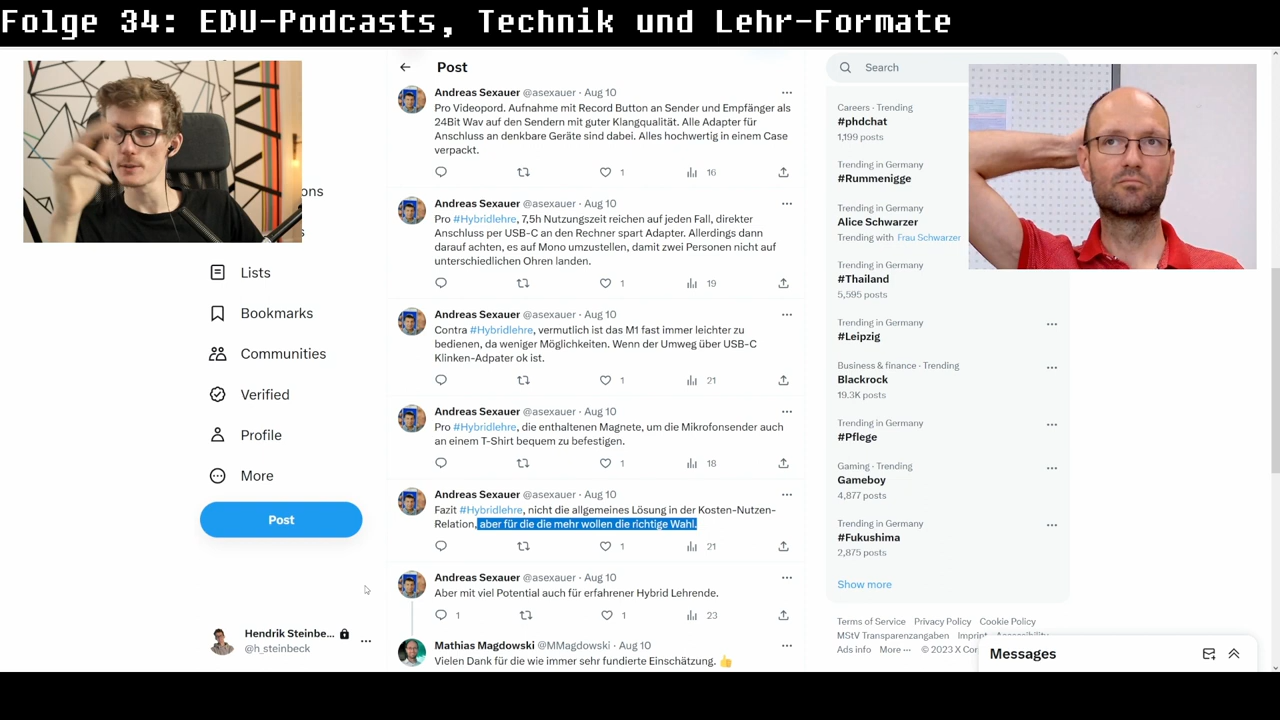 Folge 34: EDU-Podcasts, Technik und Lehr-Formate
ons
s
Lists
Bookmarks
Communities
Verified
Profile
More
Post
Hendrik Steinbe...
@h_steinbeck
Post
Andreas Sexauer @asexauer · Aug 10
Pro Videopord. Aufnahme mit Record Button an Sender und Empfänger als
24Bit Wav auf den Sendern mit guter Klangqualität. Alle Adapter für
Anschluss an denkbare Geräte sind dabei. Alles hochwertig in einem Case
verpackt.
1
16
Andreas Sexauer @asexauer · Aug 10
Pro #Hybridlehre, 7,5h Nutzungszeit reichen auf jeden Fall, direkter
Anschluss per USB-C an den Rechner spart Adapter. Allerdings dann
darauf achten, es auf Mono umzustellen, damit zwei Personen nicht auf
unterschiedlichen Ohren landen.
1
19
Andreas Sexauer @asexauer · Aug 10
Contra #Hybridlehre, vermutlich ist das M1 fast immer leichter zu
bedienen, da weniger Möglichkeiten. Wenn der Umweg über USB-C
Klinken-Adpater ok ist.
1
21
Andreas Sexauer @asexauer · Aug 10
Pro #Hybridlehre, die enthaltenen Magnete, um die Mikrofonsender auch
an einem T-Shirt bequem zu befestigen.
1
18
Andreas Sexauer @asexauer · Aug 10
Fazit #Hybridlehre, nicht die allgemeines Lösung in der Kosten-Nutzen-
Relation, aber für die die mehr wollen die richtige Wahl.
1
21
Andreas Sexauer @asexauer · Aug 10
Aber mit viel Potential auch für erfahrener Hybrid Lehrende.
1
1
23
Mathias Magdowski @MMagdowski · Aug 10
Vielen Dank für die wie immer sehr fundierte Einschätzung. 👍
Search
Careers · Trending
#phdchat
1,199 posts
Trending in Germany
#Rummenigge
Trending in Germany
Alice Schwarzer
Trending with Frau Schwarzer
Trending in Germany
#Thailand
5,595 posts
Trending in Germany
#Leipzig
Business & finance · Trending
Blackrock
19.3K posts
Trending in Germany
#Pflege
Gaming · Trending
Gameboy
4,877 posts
Trending in Germany
#Fukushima
2,875 posts
Show more
Terms of Service Privacy Policy Cookie Policy
MStV Transparenzangaben Imprint
Ads info More ··· © 2023 X Cor
Messages